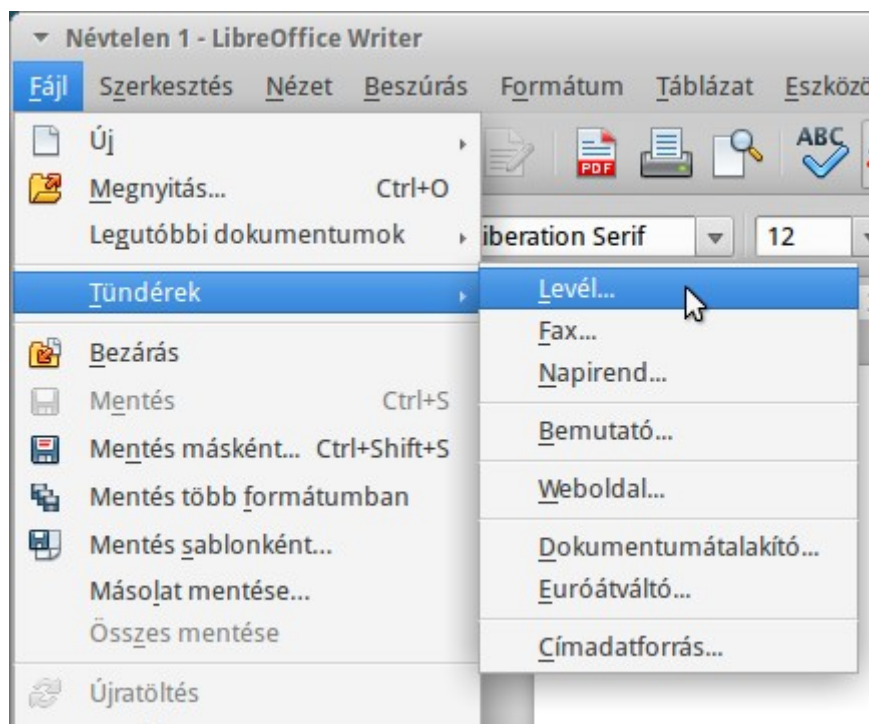 Névtelen 1 - LibreOffice Writer
Fájl Szerkesztés Nézet Beszúrás Formátum Táblázat
ABC
PDF
Új
Megnyitás... Ctrl+O
Legutóbbi dokumentumok
iberation Serif 12
Tündérek
Levél...
Fax...
Napirend...
Bemutató...
Weboldal...
Dokumentumátalakító...
Euróátváltó...
Címadatforrás...
Bezárás
Mentés Ctrl+S
Mentés másként... Ctrl+Shift+S
Mentés több formátumban
Mentés sablonként...
Másolat mentése...
Összes mentése
Újratöltés